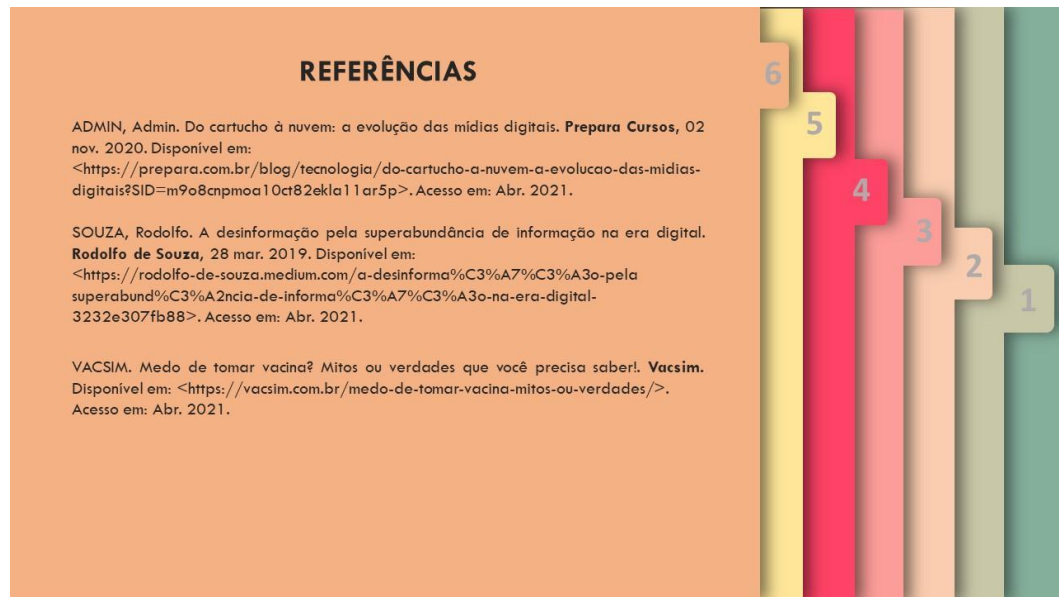 REFERÊNCIAS
ADMIN, Admin. Do cartucho à nuvem: a evolução das mídias digitais. Prepara Cursos, 02
nov. 2020. Disponível em:
<https://prepara.com.br/blog/tecnologia/do-cartucho-a-nuvem-a-evolucao-das-midias-
digitais?SID=m9o8cnpmoa10ct82ekla11ar5p>. Acesso em: Abr. 2021.
SOUZA, Rodolfo. A desinformação pela superabundância de informação na era digital.
Rodolfo de Souza, 28 mar. 2019. Disponível em:
<https://rodolfo-de-souza.medium.com/a-desinforma%C3%A7%C3%A3o-pela
superabund%C3%A2ncia-de-informa%C3%A7%C3%A3o-na-era-digital-
3232e307fb88>. Acesso em: Abr. 2021.
VACSIM. Medo de tomar vacina? Mitos ou verdades que você precisa saber!. Vacsim.
Disponível em: <https://vacsim.com.br/medo-de-tomar-vacina-mitos-ou-verdades/>.
Acesso em: Abr. 2021.
6
5
4
3
2
1